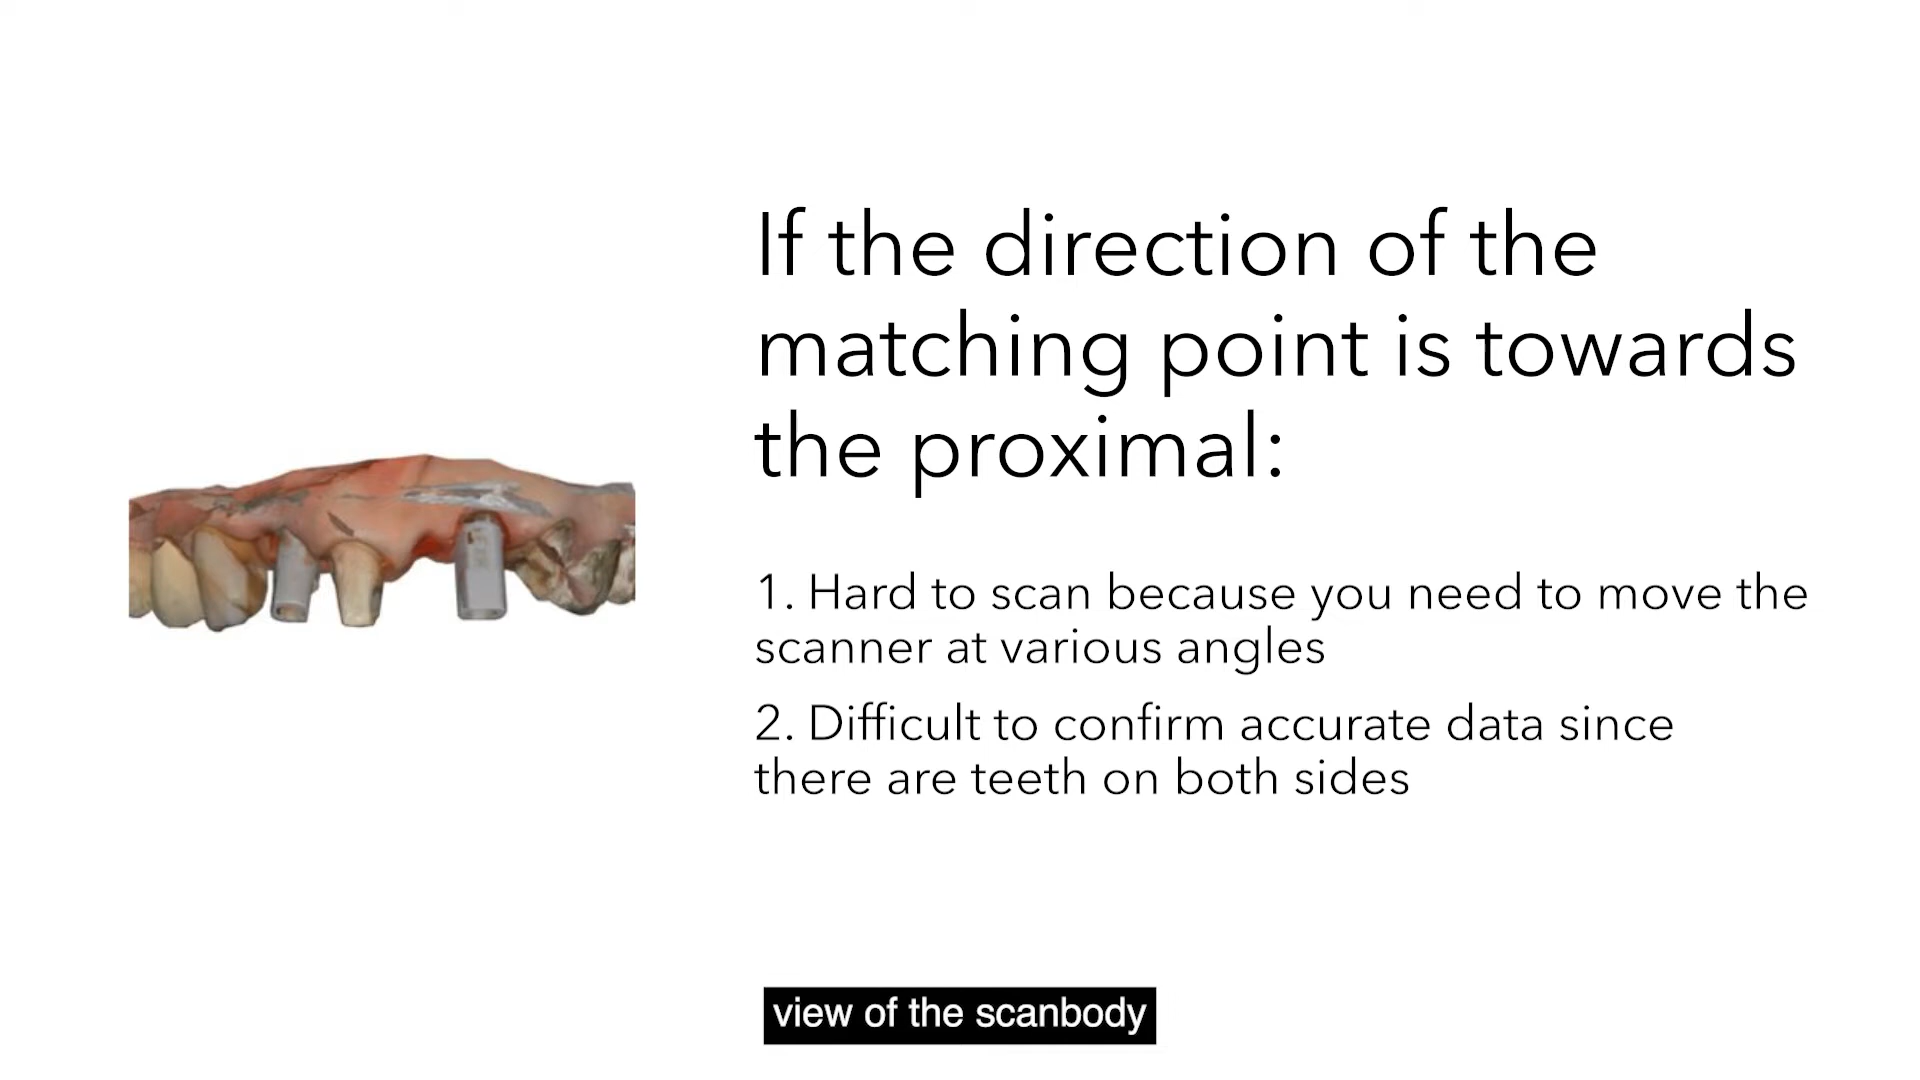 If the direction of the
matching point is towards
the proximal:
1. Hard to scan because you need to move the
scanner at various angles
2. Difficult to confirm accurate data since
there are teeth on both sides
view of the scanbody